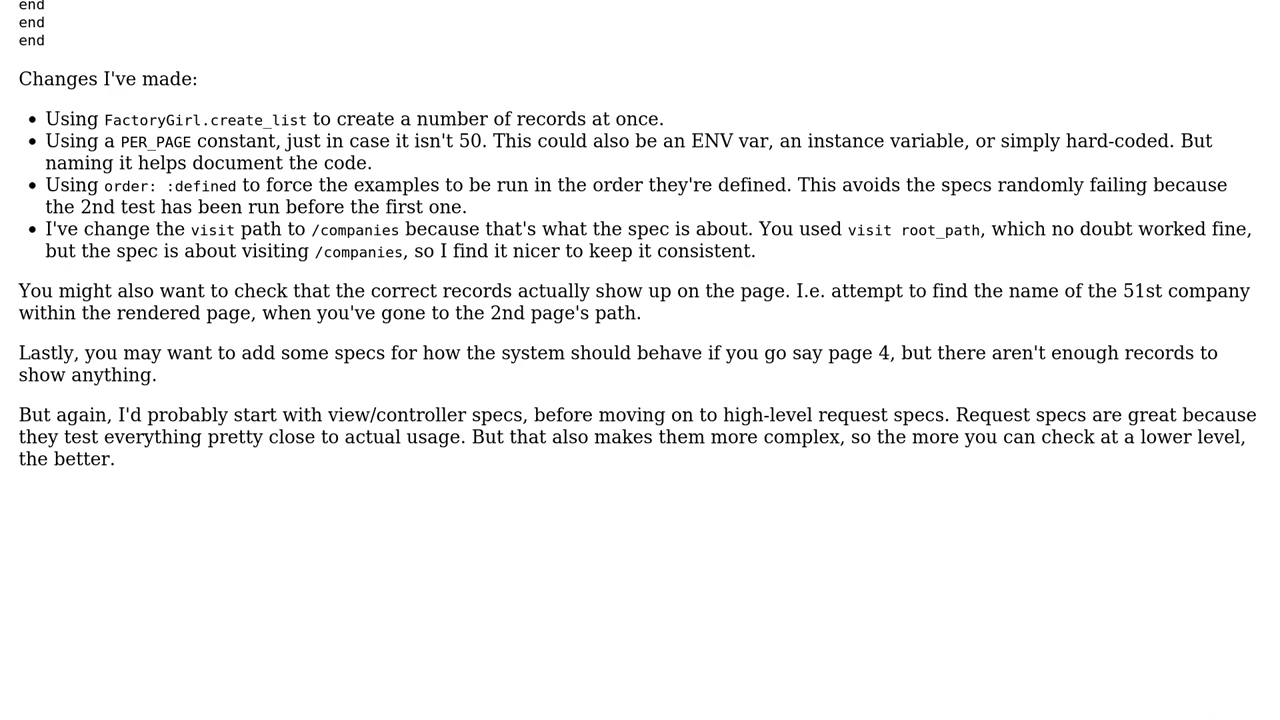 end
end
end
Changes I've made:
Using FactoryGirl.create_list to create a number of records at once.
Using a PER_PAGE constant, just in case it isn't 50. This could also be an ENV var, an instance variable, or simply hard-coded. But
naming it helps document the code.
Using order: :defined to force the examples to be run in the order they're defined. This avoids the specs randomly failing because
the 2nd test has been run before the first one.
I've change the visit path to /companies because that's what the spec is about. You used visit root_path, which no doubt worked fine,
but the spec is about visiting /companies, so I find it nicer to keep it consistent.
You might also want to check that the correct records actually show up on the page. I.e. attempt to find the name of the 51st company
within the rendered page, when you've gone to the 2nd page's path.
Lastly, you may want to add some specs for how the system should behave if you go say page 4, but there aren't enough records to
show anything.
But again, I'd probably start with view/controller specs, before moving on to high-level request specs. Request specs are great because
they test everything pretty close to actual usage. But that also makes them more complex, so the more you can check at a lower level,
the better.